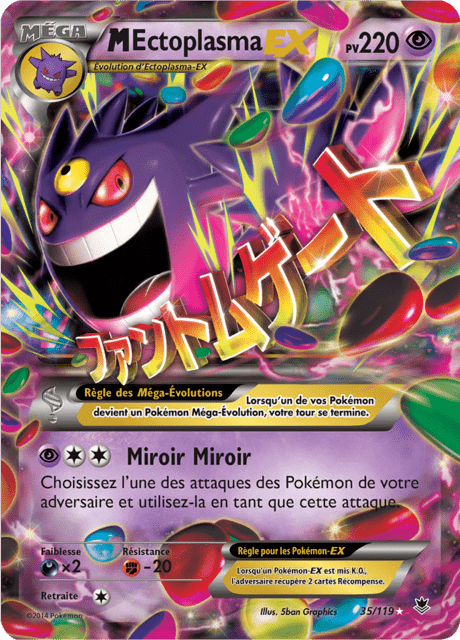 MÉGA
MEctoplasma EX
PV220
Évolution d'Ectoplasma-EX
ファントムゲート
Règle des Méga-Évolutions
Lorsqu'un de vos Pokémon
devient un Pokémon Méga-Évolution, votre tour se termine.
Miroir Miroir
Choisissez l'une des attaques des Pokémon de votre
adversaire et utilisez-la en tant que cette attaque.
Faiblesse
×2
Résistance
-20
Règle pour les Pokémon-EX
Lorsqu'un Pokémon-EX est mis K.O.,
l'adversaire récupère 2 cartes Récompense.
Retraite
©2014 Pokémon
Illus. 5ban Graphics
35/119